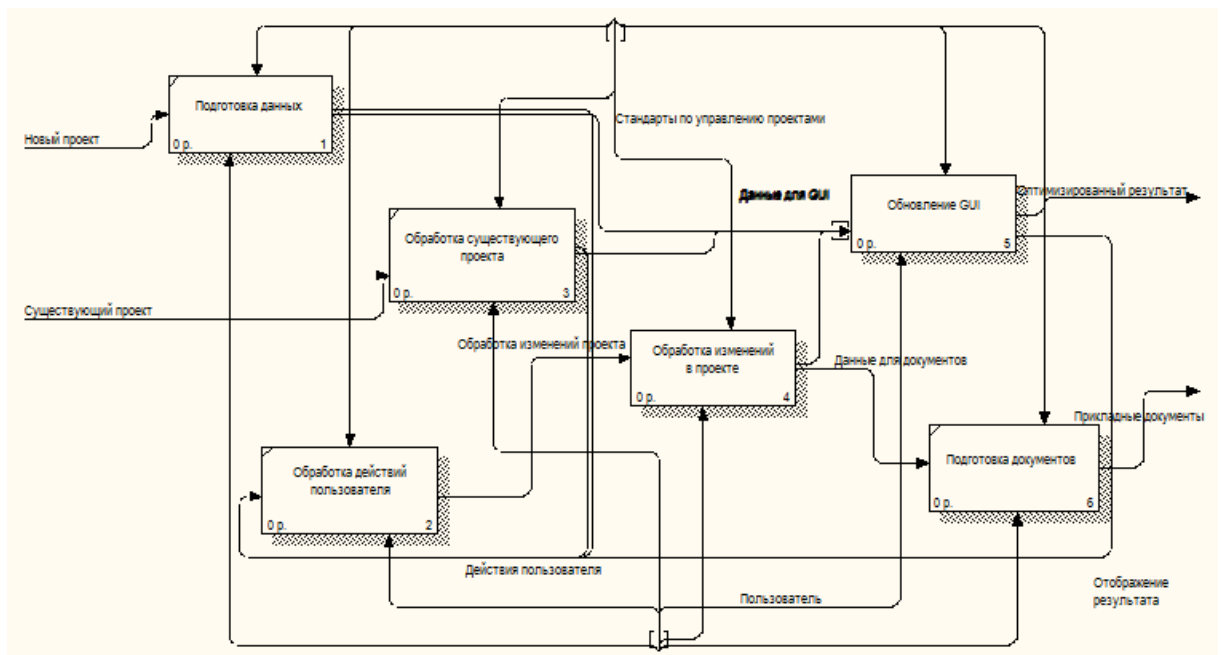 Подготовка данных
0 р. 1
Новый проект
Стандарты по управлению проектами
Данные для GUI
Оптимизированный результат
Обновление GUI
0 р. 5
Обработка существующего
проекта
0 р. 3
Существующий проект
Обработка изменений проекта
Обработка изменений
в проекте
0 р. 4
Данные для документов
Прикладные документы
Подготовка документов
0 р. 6
Обработка действий
пользователя
0 р. 2
Действия пользователя
Пользователь
Отображение
результата